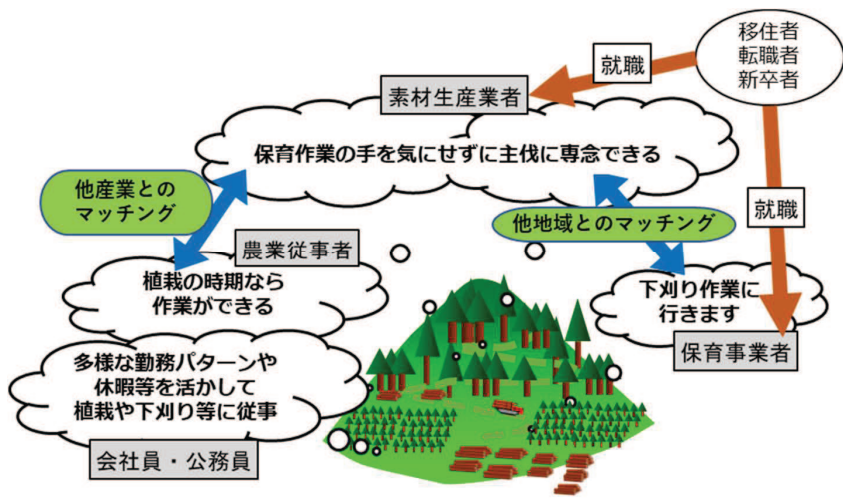 移住者
転職者
新卒者
就職
素材生産業者
保育作業の手を気にせずに主伐に専念できる
他産業との
マッチング
他地域とのマッチング
就職
農業従事者
植栽の時期なら
作業ができる
下刈り作業に
行きます
保育事業者
多様な勤務パターンや
休暇等を活かして
植栽や下刈り等に従事
会社員・公務員